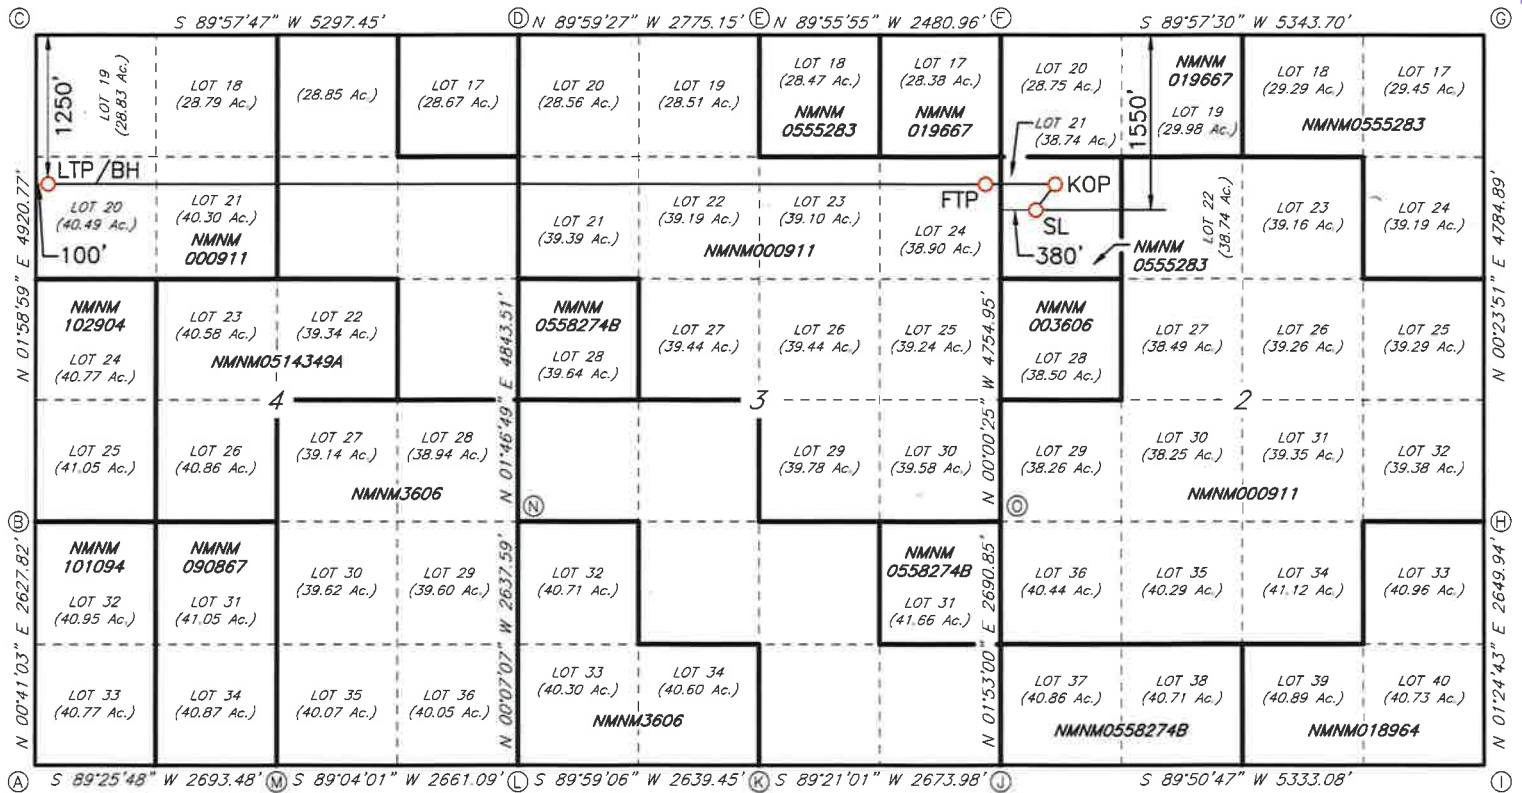 C
S 89°57'47" W 5297.45'
D
N 89°59'27" W 2775.15'
E
N 89°55'55" W 2480.96'
F
S 89°57'30" W 5343.70'
G
1250'
LOT 19
(28.83 Ac.)
LOT 18
(28.79 Ac.)
(28.85 Ac.)
LOT 17
(28.67 Ac.)
LOT 20
(28.56 Ac.)
LOT 19
(28.51 Ac.)
LOT 18
(28.47 Ac.)
NMNM
0555283
LOT 17
(28.38 Ac.)
NMNM
019667
LOT 20
(28.75 Ac.)
LOT 21
(38.74 Ac.)
1550'
NMNM
019667
LOT 19
(29.98 Ac.)
LOT 18
(29.29 Ac.)
LOT 17
(29.45 Ac.)
NMNM0555283
LTP/BH
LOT 20
(40.49 Ac.)
100'
LOT 21
(40.30 Ac.)
NMNM
000911
LOT 21
(39.39 Ac.)
LOT 22
(39.19 Ac.)
LOT 23
(39.10 Ac.)
NMNM000911
FTP
LOT 24
(38.90 Ac.)
KOP
SL
380'
NMNM
0555283
LOT 22
(38.74 Ac.)
LOT 23
(39.16 Ac.)
LOT 24
(39.19 Ac.)
N 01°58'59" E 4920.77'
N 01°46'49" E 4843.51'
N 00°00'25" W 4754.95'
N 00°23'51" E 4784.89'
NMNM
102904
LOT 24
(40.77 Ac.)
LOT 23
(40.58 Ac.)
LOT 22
(39.34 Ac.)
NMNM0514349A
NMNM
0558274B
LOT 28
(39.64 Ac.)
LOT 27
(39.44 Ac.)
LOT 26
(39.44 Ac.)
LOT 25
(39.24 Ac.)
NMNM
003606
LOT 28
(38.50 Ac.)
LOT 27
(38.49 Ac.)
LOT 26
(39.26 Ac.)
LOT 25
(39.29 Ac.)
4
3
2
LOT 25
(41.05 Ac.)
LOT 26
(40.86 Ac.)
LOT 27
(39.14 Ac.)
LOT 28
(38.94 Ac.)
NMNM3606
LOT 29
(39.78 Ac.)
LOT 30
(39.58 Ac.)
LOT 29
(38.26 Ac.)
LOT 30
(38.25 Ac.)
LOT 31
(39.35 Ac.)
LOT 32
(39.38 Ac.)
NMNM000911
B
N
O
H
N 00°41'03" E 2627.82'
N 00°07'07" W 2637.59'
N 01°53'00" E 2690.85'
N 01°24'43" E 2649.94'
NMNM
101094
LOT 32
(40.95 Ac.)
NMNM
090867
LOT 31
(41.05 Ac.)
LOT 30
(39.62 Ac.)
LOT 29
(39.60 Ac.)
LOT 32
(40.71 Ac.)
NMNM
0558274B
LOT 31
(41.66 Ac.)
LOT 36
(40.44 Ac.)
LOT 35
(40.29 Ac.)
LOT 34
(41.12 Ac.)
LOT 33
(40.96 Ac.)
LOT 33
(40.77 Ac.)
LOT 34
(40.87 Ac.)
LOT 35
(40.07 Ac.)
LOT 36
(40.05 Ac.)
LOT 33
(40.30 Ac.)
LOT 34
(40.60 Ac.)
NMNM3606
LOT 37
(40.86 Ac.)
LOT 38
(40.71 Ac.)
NMNM0558274B
LOT 39
(40.89 Ac.)
LOT 40
(40.73 Ac.)
NMNM018964
A
S 89°25'48" W 2693.48'
M
S 89°04'01" W 2661.09'
L
S 89°59'06" W 2639.45'
K
S 89°21'01" W 2673.98'
J
S 89°50'47" W 5333.08'
I